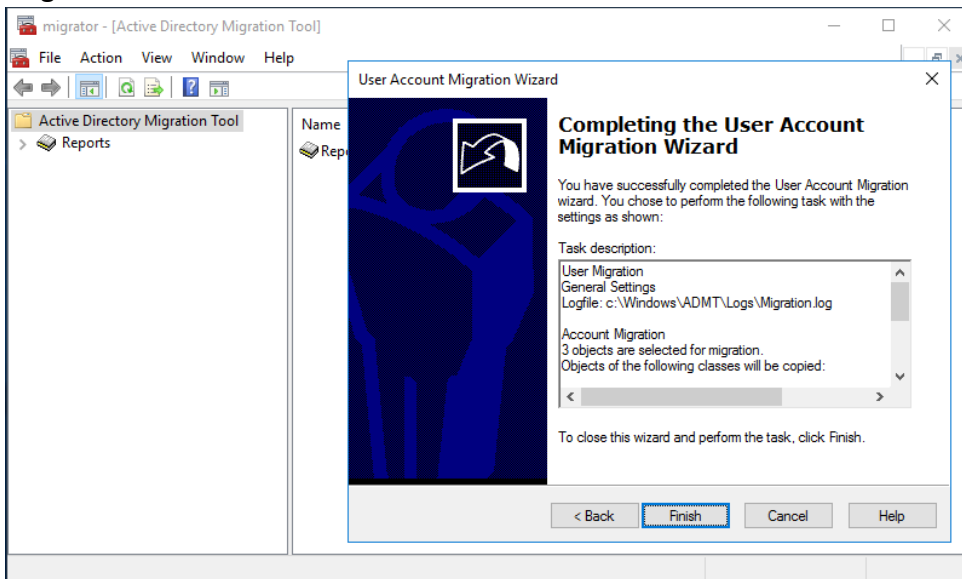 migrator - [Active Directory Migration Tool]
File Action View Window Help
Active Directory Migration Tool
Reports
Name
Repo
User Account Migration Wizard
Completing the User Account
Migration Wizard
You have successfully completed the User Account Migration
wizard. You chose to perform the following task with the
settings as shown:
Task description:
User Migration
General Settings
Logfile: c:\Windows\ADMT\Logs\Migration.log
Account Migration
3 objects are selected for migration.
Objects of the following classes will be copied:
To close this wizard and perform the task, click Finish.
< Back Finish Cancel Help